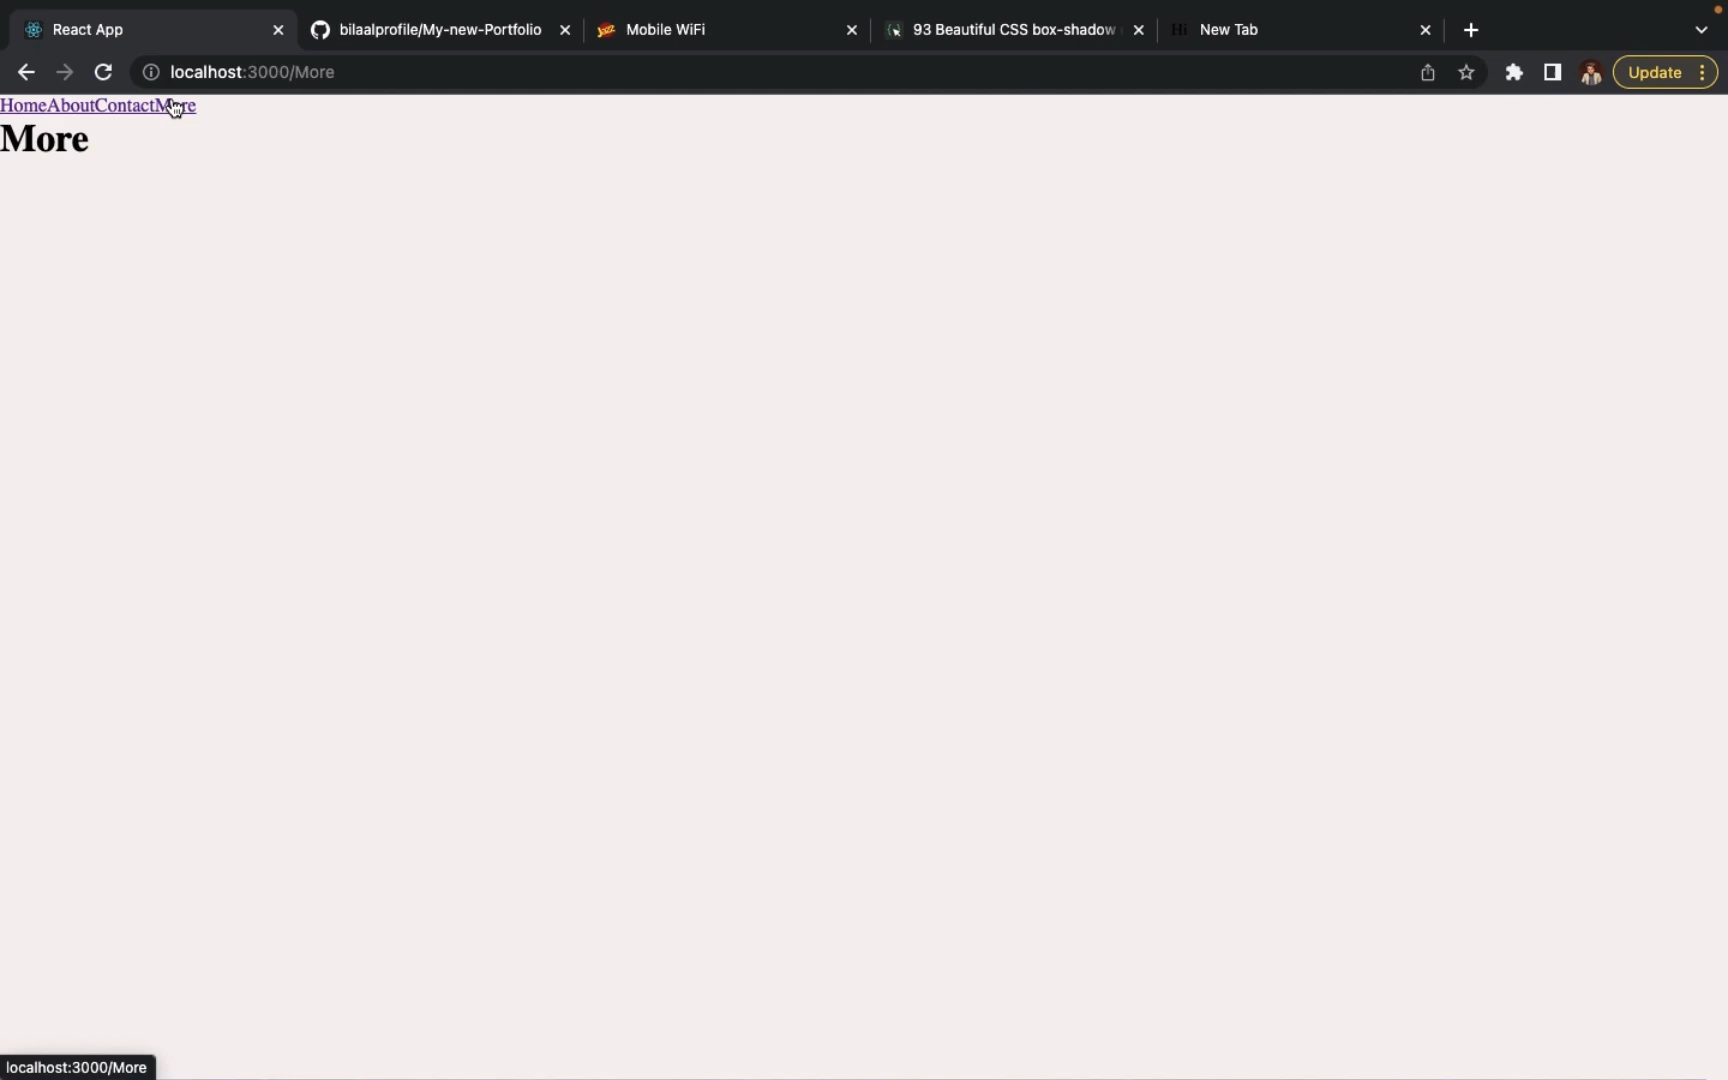 React App
bilaalprofile/My-new-Portfolio
Mobile WiFi
93 Beautiful CSS box-shadow
Hi New Tab
localhost:3000/More
Update
HomeAboutContactMore
More
localhost:3000/More